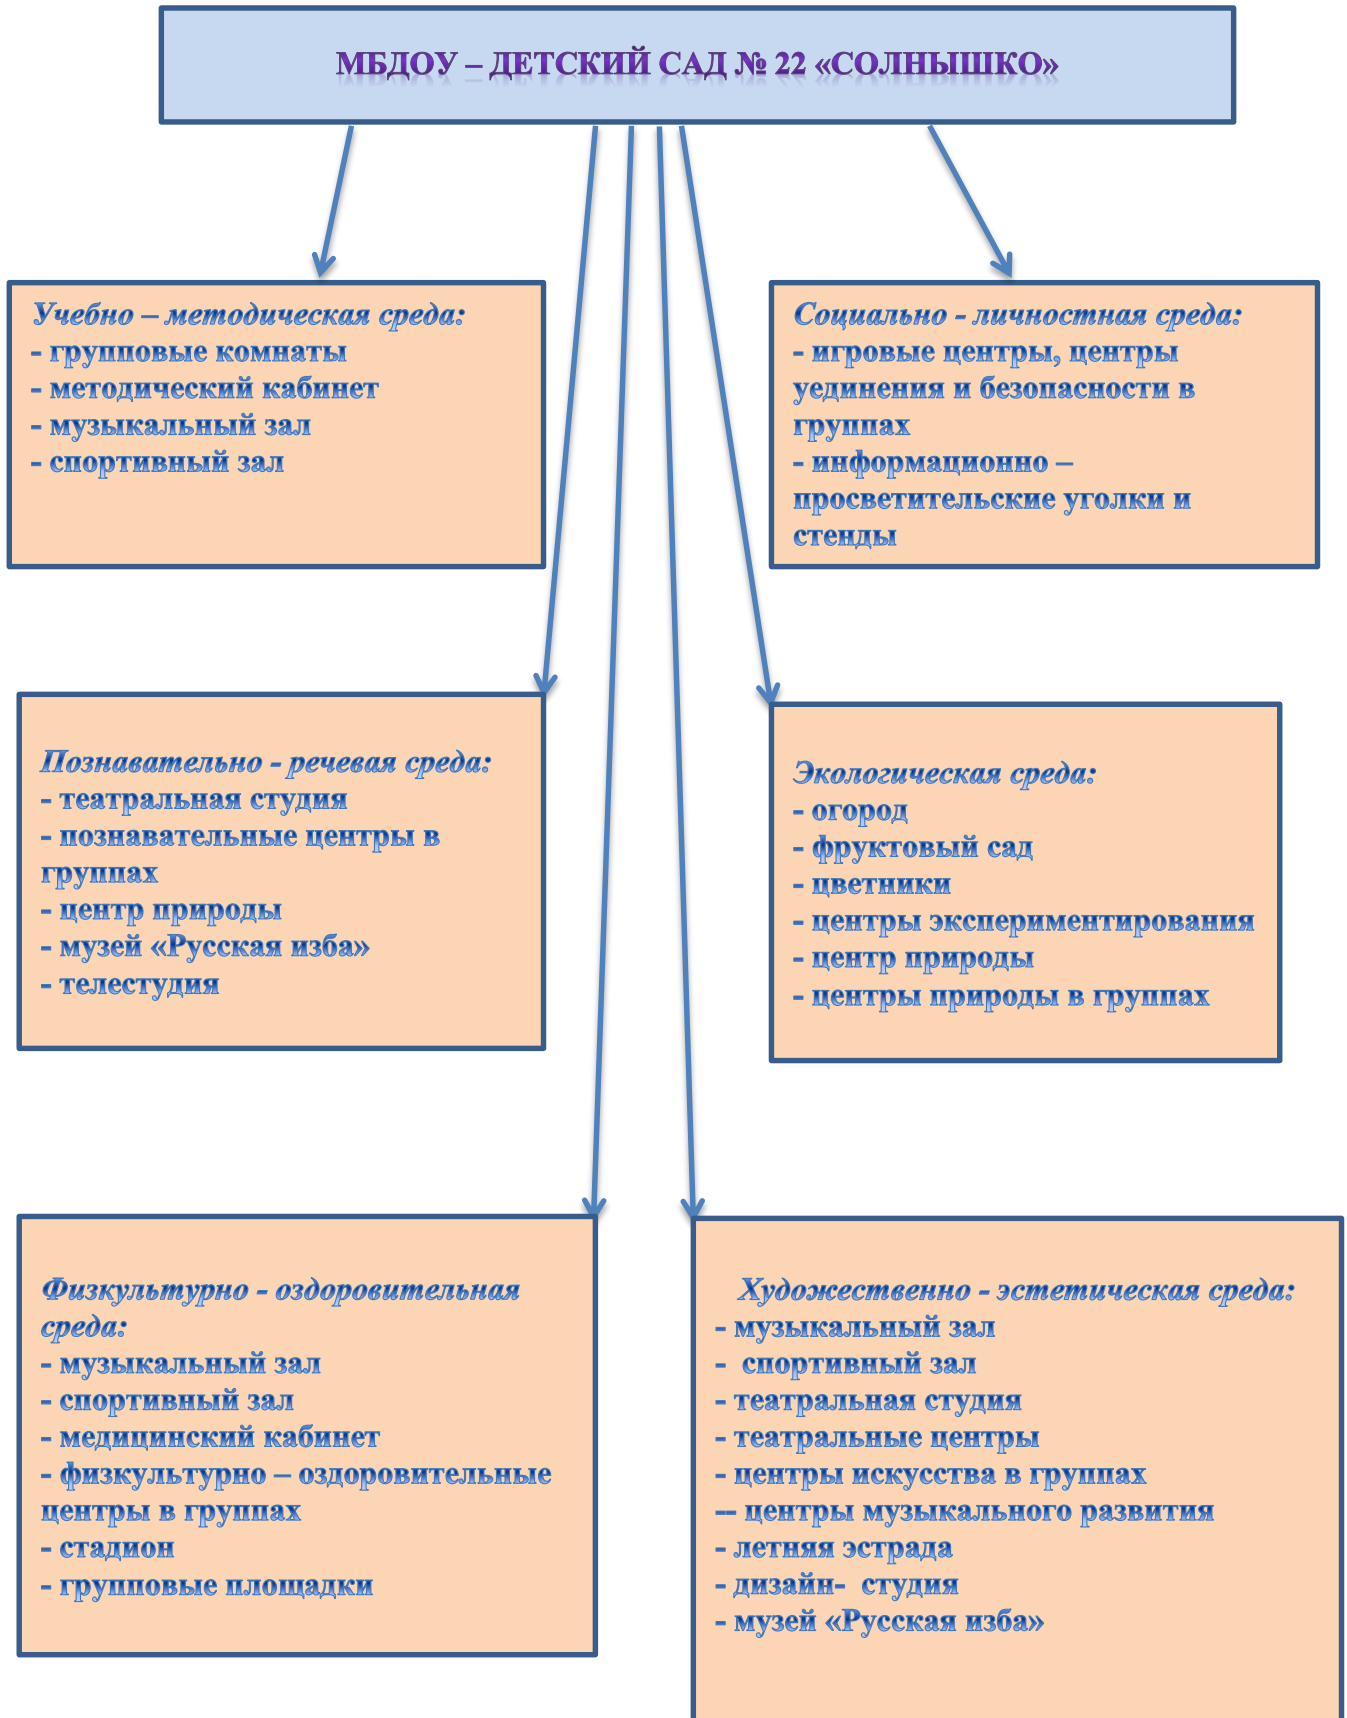 МБДОУ – ДЕТСКИЙ САД № 22 «СОЛНЫШКО»
Учебно – методическая среда:
- групповые комнаты
- методический кабинет
- музыкальный зал
- спортивный зал
Социально - личностная среда:
- игровые центры, центры
уединения и безопасности в
группах
- информационно –
просветительские уголки и
стенды
Познавательно - речевая среда:
- театральная студия
- познавательные центры в
группах
- центр природы
- музей «Русская изба»
- телестудия
Экологическая среда:
- огород
- фруктовый сад
- цветники
- центры экспериментирования
- центр природы
- центры природы в группах
Физкультурно - оздоровительная
среда:
- музыкальный зал
- спортивный зал
- медицинский кабинет
- физкультурно – оздоровительные
центры в группах
- стадион
- групповые площадки
Художественно - эстетическая среда:
- музыкальный зал
- спортивный зал
- театральная студия
- театральные центры
- центры искусства в группах
-- центры музыкального развития
- летняя эстрада
- дизайн- студия
- музей «Русская изба»